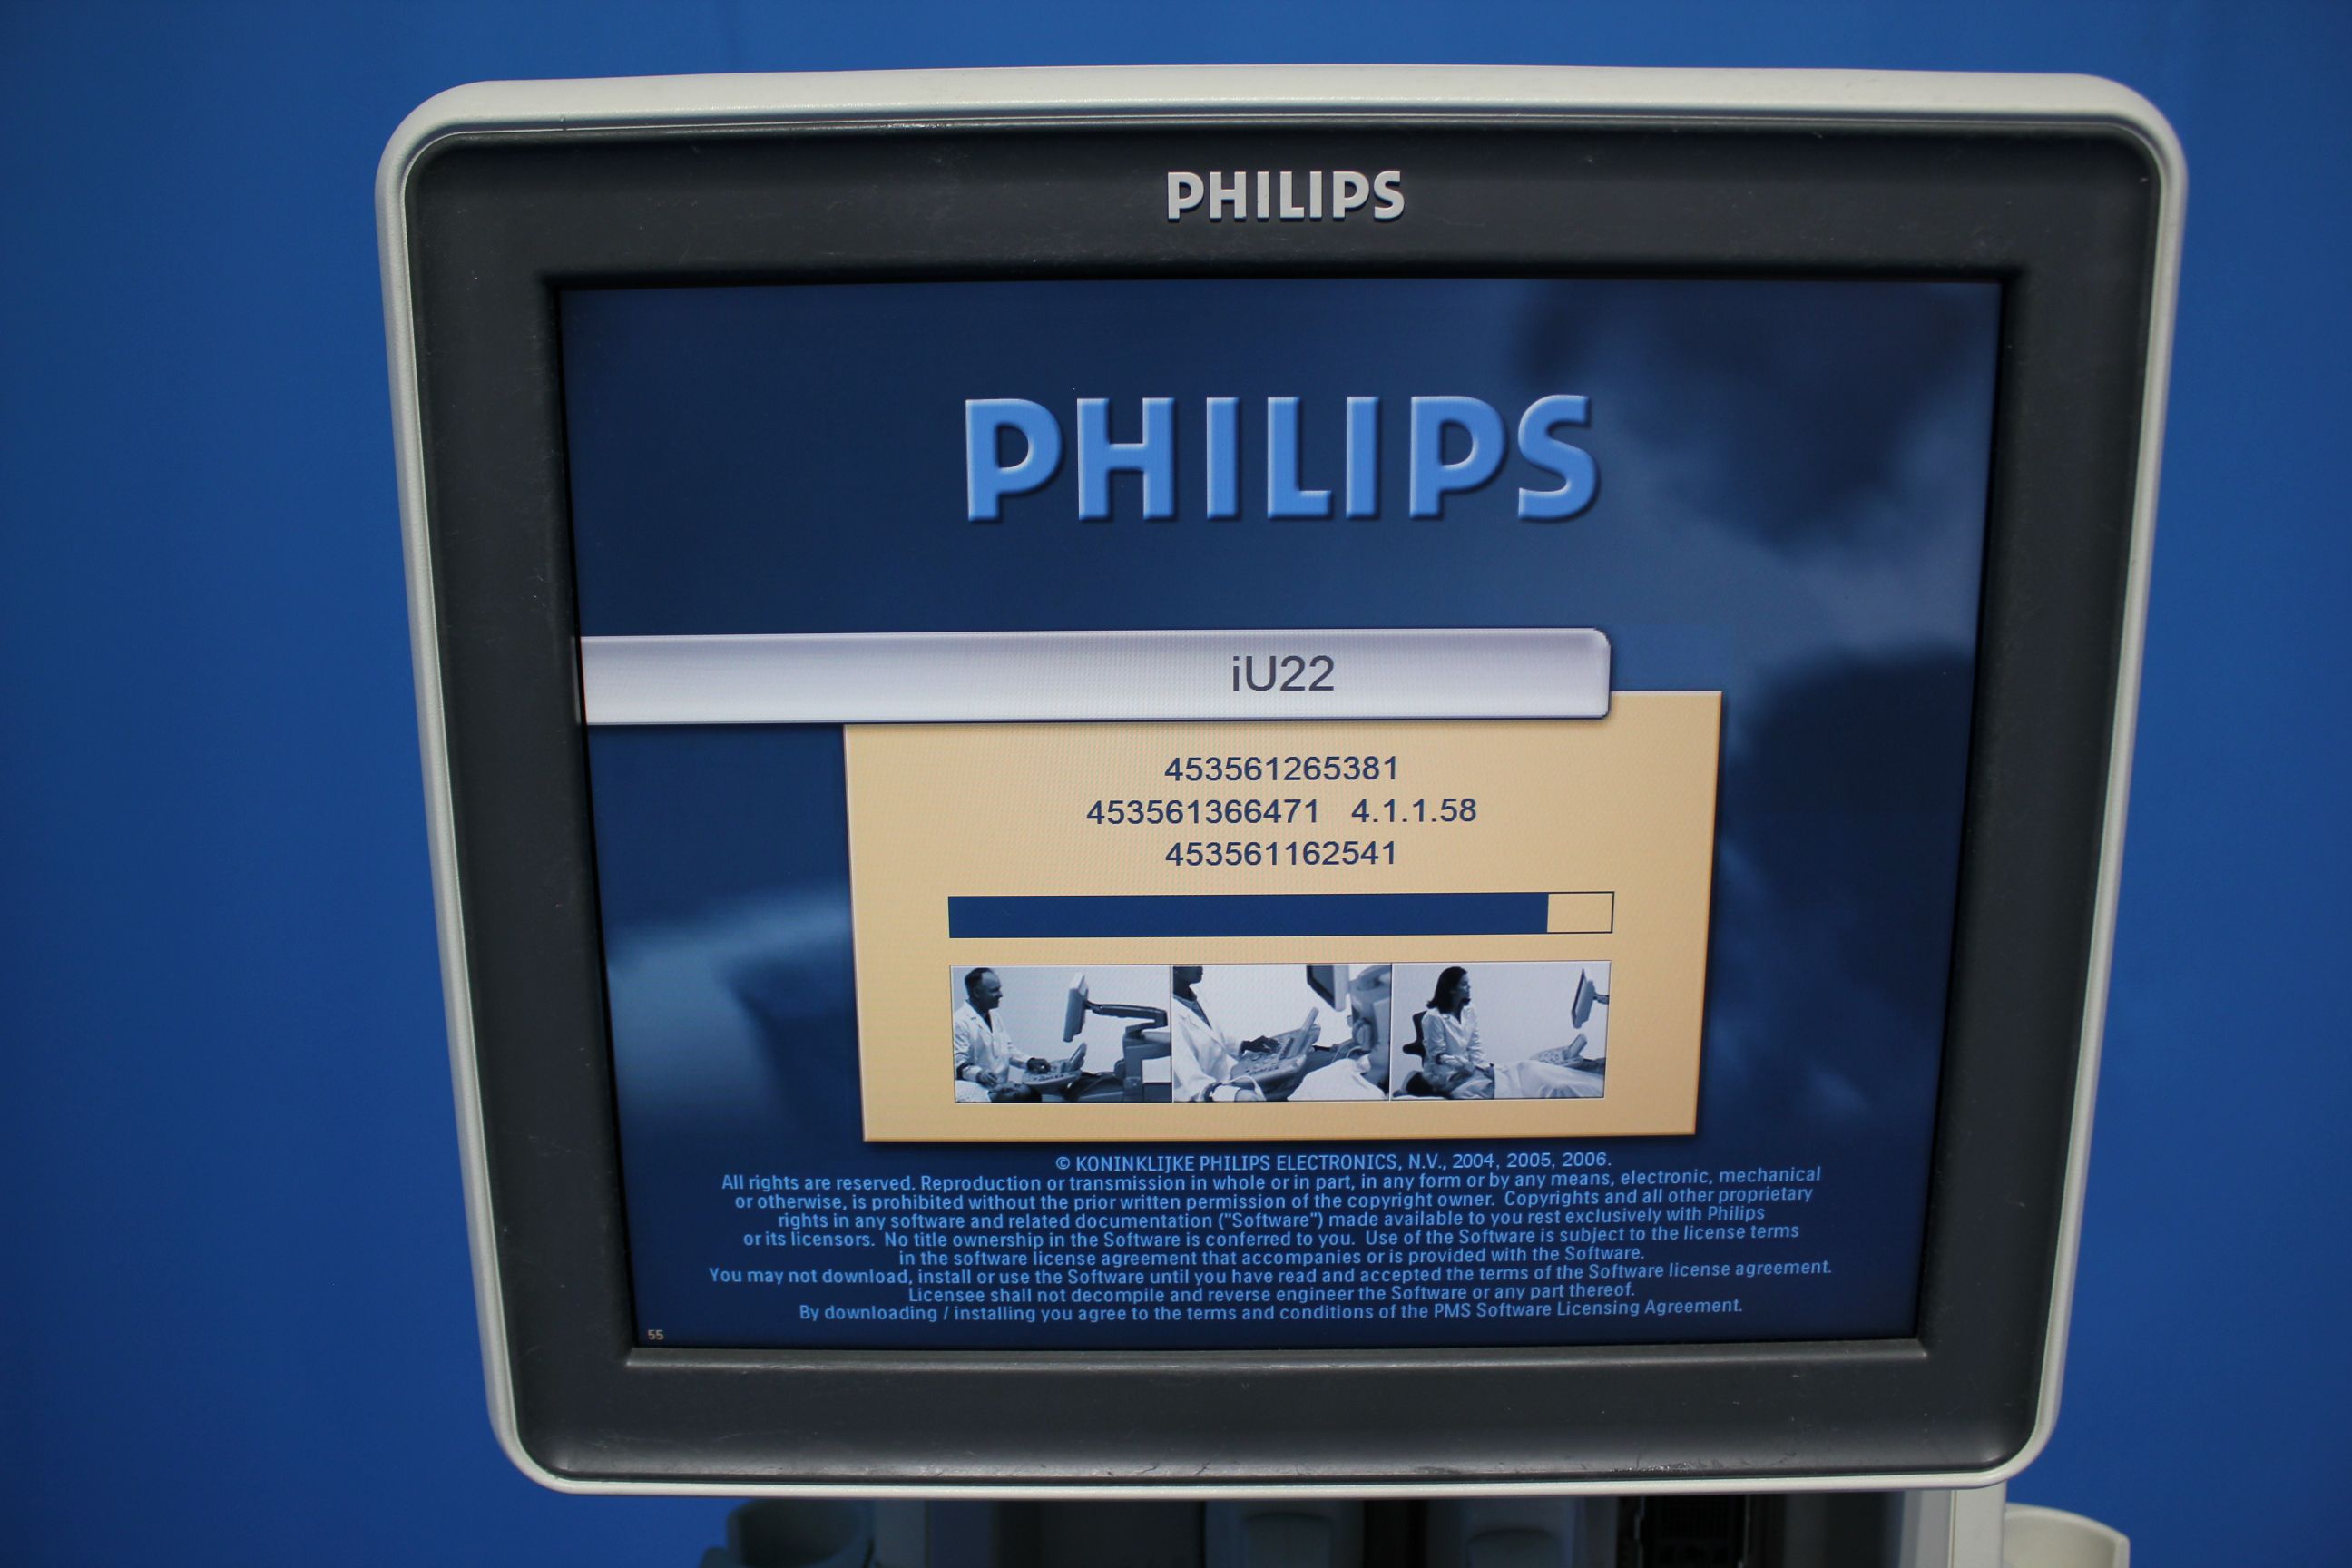 PHILIPS
PHILIPS
iU22
453561265381
453561366471 4.1.1.58
453561162541
© KONINKLIJKE PHILIPS ELECTRONICS, N.V., 2004, 2005, 2006.
All rights are reserved. Reproduction or transmission in whole or in part, in any form or by any means, electronic, mechanical
or otherwise, is prohibited without the prior written permission of the copyright owner. Copyrights and all other proprietary
rights in any software and related documentation ("Software") made available to you rest exclusively with Philips
or its licensors. No title ownership in the Software is conferred to you. Use of the Software is subject to the license terms
in the software license agreement that accompanies or is provided with the Software.
You may not download, install or use the Software until you have read and accepted the terms of the Software license agreement.
Licensee shall not decompile and reverse engineer the Software or any part thereof.
By downloading / installing you agree to the terms and conditions of the PMS Software Licensing Agreement.
55